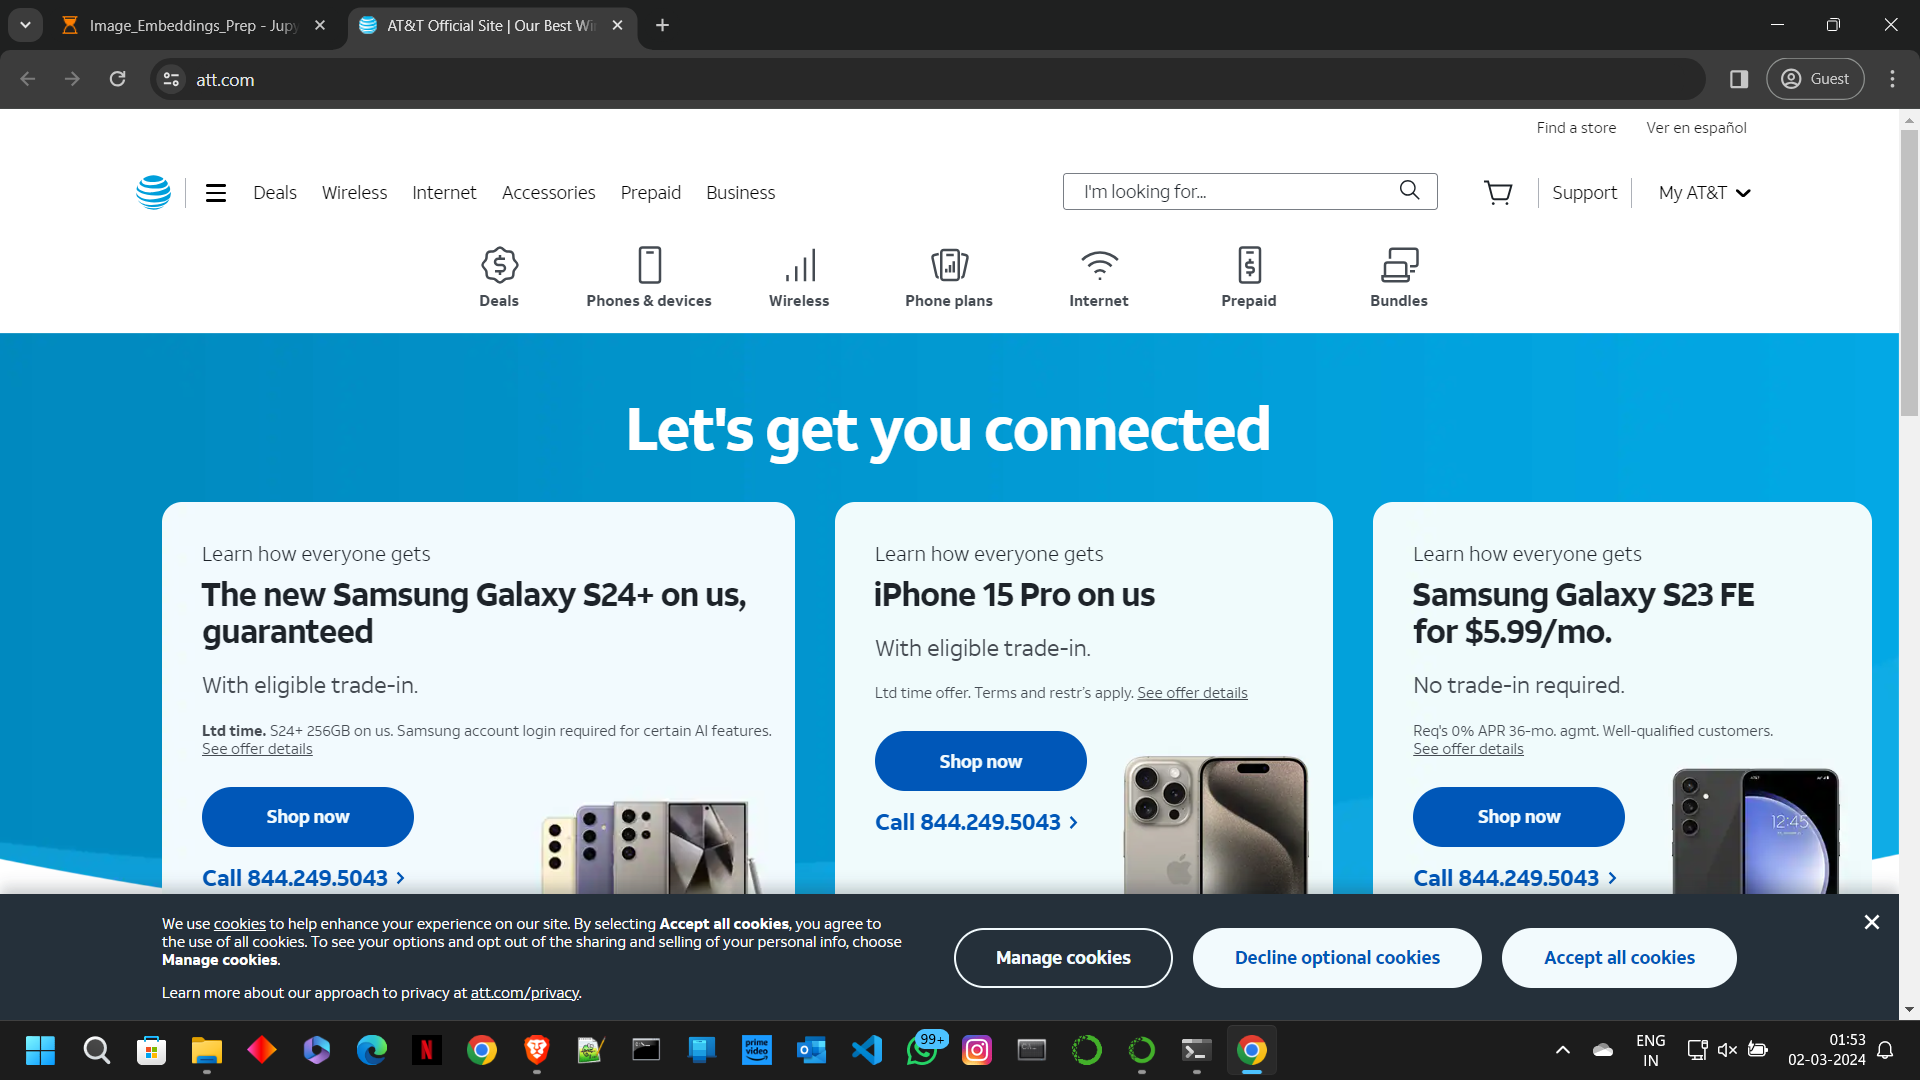 Image_Embeddings_Prep - Jupy
AT&T Official Site | Our Best Wi
att.com
Guest
Find a store
Ver en español
Deals
Wireless
Internet
Accessories
Prepaid
Business
I'm looking for...
Support
My AT&T
Deals
Phones & devices
Wireless
Phone plans
Internet
Prepaid
Bundles
Let's get you connected
Learn how everyone gets
The new Samsung Galaxy S24+ on us,
guaranteed
With eligible trade-in.
Ltd time. S24+ 256GB on us. Samsung account login required for certain AI features.
See offer details
Shop now
Call 844.249.5043
Learn how everyone gets
iPhone 15 Pro on us
With eligible trade-in.
Ltd time offer. Terms and restr's apply. See offer details
Shop now
Call 844.249.5043
Learn how everyone gets
Samsung Galaxy S23 FE
for $5.99/mo.
No trade-in required.
Req's 0% APR 36-mo. agmt. Well-qualified customers.
See offer details
Shop now
Call 844.249.5043
12:45
We use cookies to help enhance your experience on our site. By selecting Accept all cookies, you agree to
the use of all cookies. To see your options and opt out of the sharing and selling of your personal info, choose
Manage cookies.
Learn more about our approach to privacy at att.com/privacy.
Manage cookies
Decline optional cookies
Accept all cookies
prime
video
99+
ENG
IN
01:53
02-03-2024